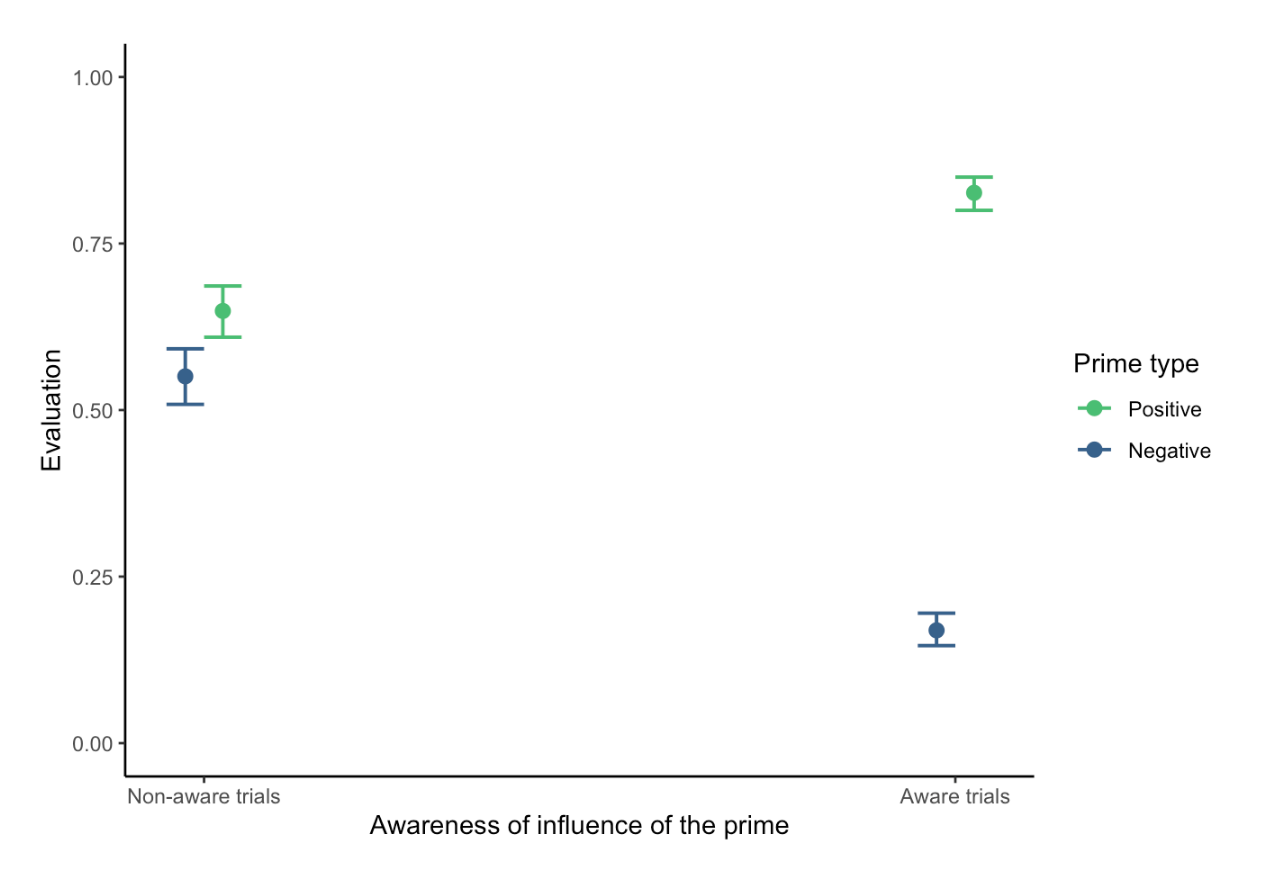 1.00
0.75
0.50
0.25
0.00
Evaluation
Non-aware trials
Aware trials
Awareness of influence of the prime
Prime type
Positive
Negative